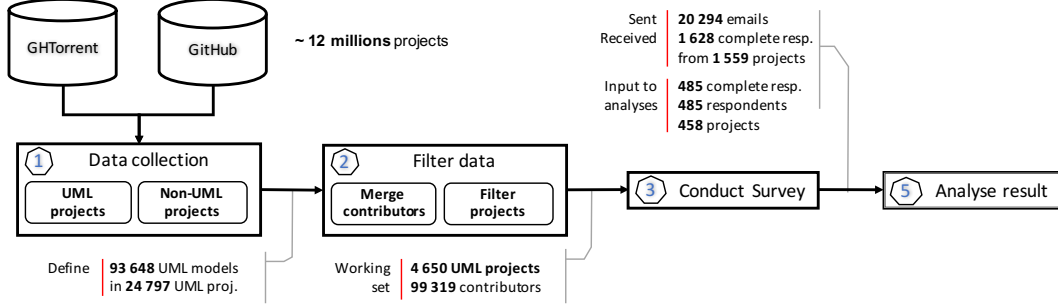 GHTorrent
GitHub
~ 12 millions projects
Sent 20 294 emails
Received 1 628 complete resp.
from 1 559 projects
Input to 485 complete resp.
analyses 485 respondents
458 projects
1 Data collection
UML projects
Non-UML projects
2 Filter data
Merge contributors
Filter projects
3 Conduct Survey
5 Analyse result
Define 93 648 UML models
in 24 797 UML proj.
Working 4 650 UML projects
set 99 319 contributors